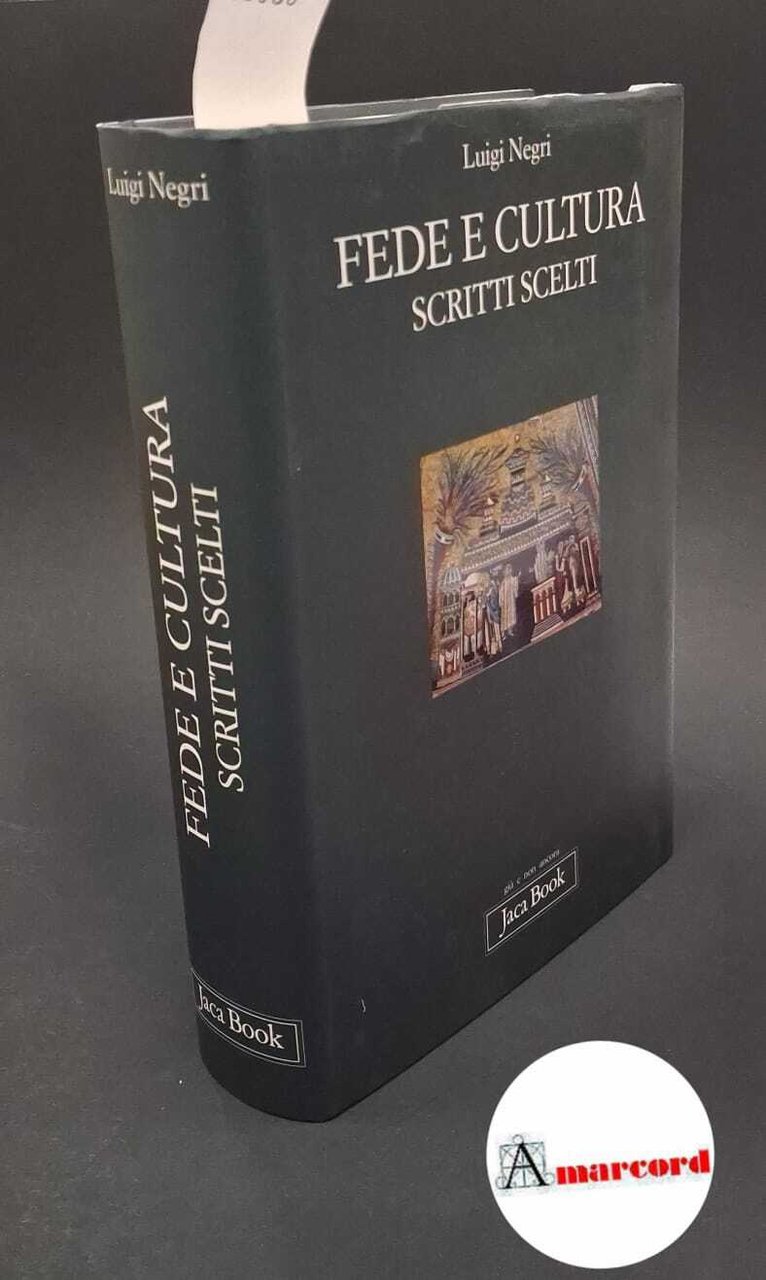 Luigi Negri
FEDE E CULTURA
SCRITTI SCELTI
già e non ancora
Jaca Book
Luigi Negri
FEDE E CULTURA
SCRITTI SCELTI
Jaca Book
Amarcord